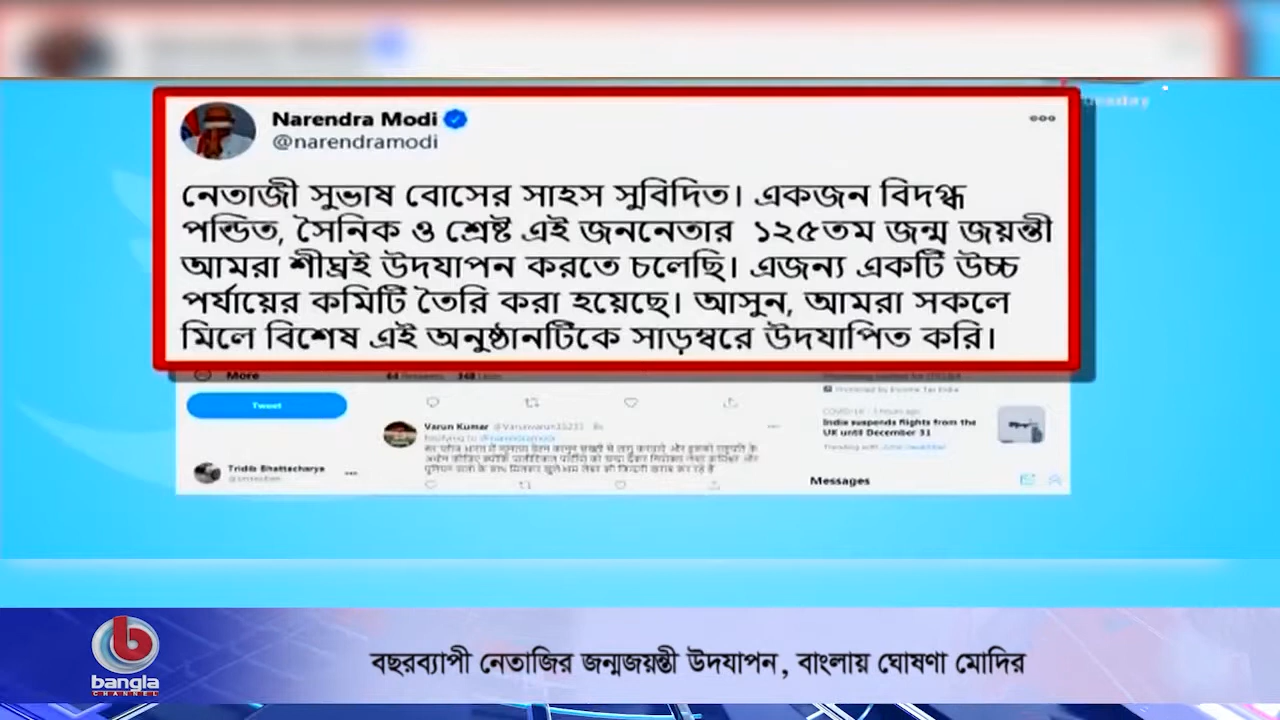 Narendra Modi
@narendramodi
নেতাজী সুভাষ বোসের সাহস সুবিদিত। একজন বিদগ্ধ
পন্ডিত, সৈনিক ও শ্রেষ্ট এই জননেতার ১২৫তম জন্ম জয়ন্তী
আমরা শীঘ্রই উদযাপন করতে চলেছি। এজন্য একটি উচ্চ
পর্যায়ের কমিটি তৈরি করা হয়েছে। আসুন, আমরা সকলে
মিলে বিশেষ এই অনুষ্ঠানটিকে সাড়ম্বরে উদযাপিত করি।
More
Tweet
Varun Kumar
Tridib Bhattacharya
India suspends flights from the
UK until December 31
Messages
বছরব্যাপী নেতাজির জন্মজয়ন্তী উদযাপন, বাংলায় ঘোষণা মোদির
bangla
CHANNEL